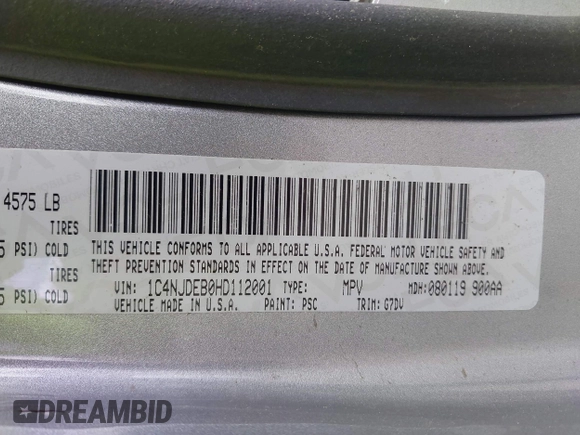 4575 LB
TIRES
5 PSI) COLD
TIRES
5 PSI) COLD
THIS VEHICLE CONFORMS TO ALL APPLICABLE U.S.A. FEDERAL MOTOR VEHICLE SAFETY AND
THEFT PREVENTION STANDARDS IN EFFECT ON THE DATE OF MANUFACTURE SHOWN ABOVE.
VIN: 1C4NJDEB0HD112001 TYPE: MPV MDH: 080119 900AA
VEHICLE MADE IN U.S.A. PAINT: PSC TRIM: G7DV
DREAMBID